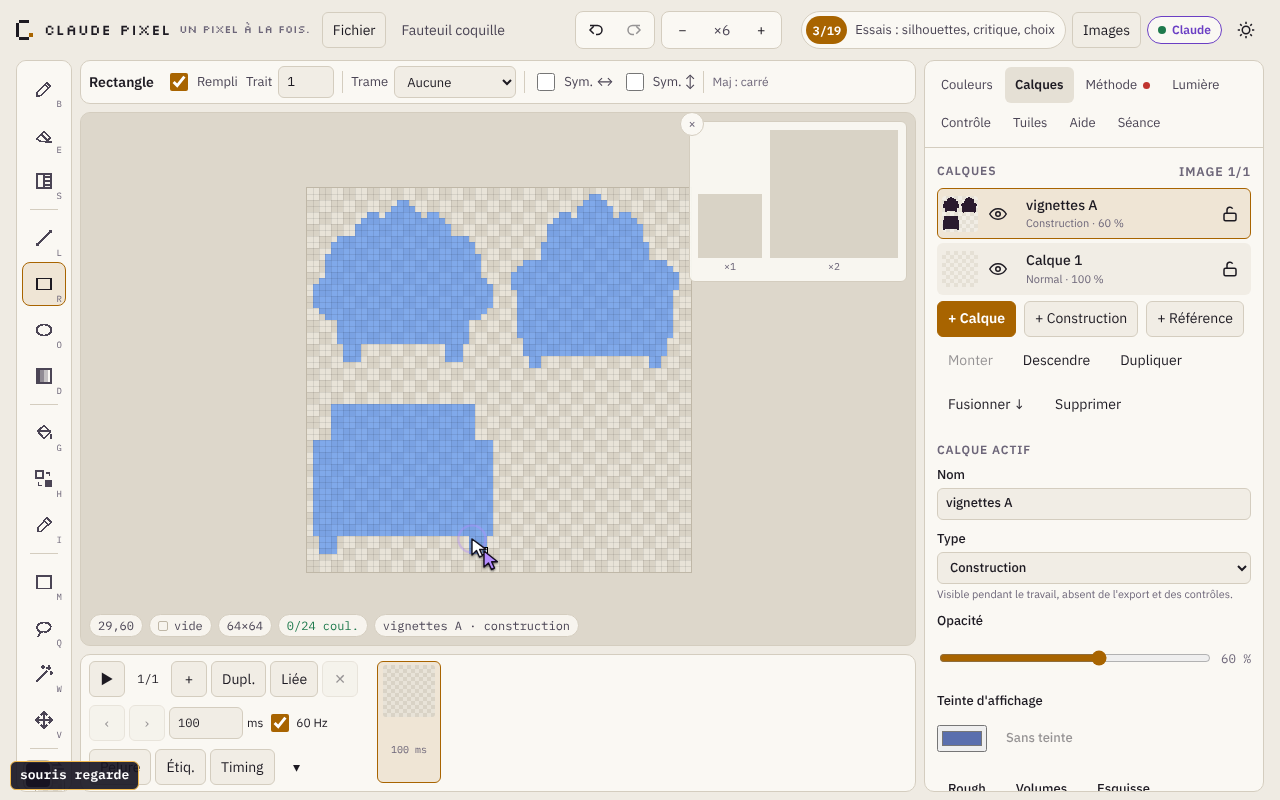 CLAUDE PIXEL UN PIXEL À LA FOIS. Fichier Fauteuil coquille − ×6 + 3/19 Essais : silhouettes, critique, choix Images Claude
Rectangle Rempli Trait 1 Trame Aucune Sym. ↔ Sym. ↕ Maj : carré
B
E
S
L
R
O
D
G
H
I
M
Q
W
V
×
×1 ×2
29,60 vide 64×64 0/24 coul. vignettes A · construction
1/1 + Dupl. Liée ✕
‹ › 100 ms 60 Hz
Étiq. Timing ▼
100 ms
souris regarde
Couleurs Calques Méthode Lumière
Contrôle Tuiles Aide Séance
CALQUES IMAGE 1/1
vignettes A
Construction · 60 %
Calque 1
Normal · 100 %
+ Calque + Construction + Référence
Monter Descendre Dupliquer
Fusionner ↓ Supprimer
CALQUE ACTIF
Nom
vignettes A
Type
Construction
Visible pendant le travail, absent de l'export et des contrôles.
Opacité
60 %
Teinte d'affichage
Sans teinte
Rough Volumes Esquisse